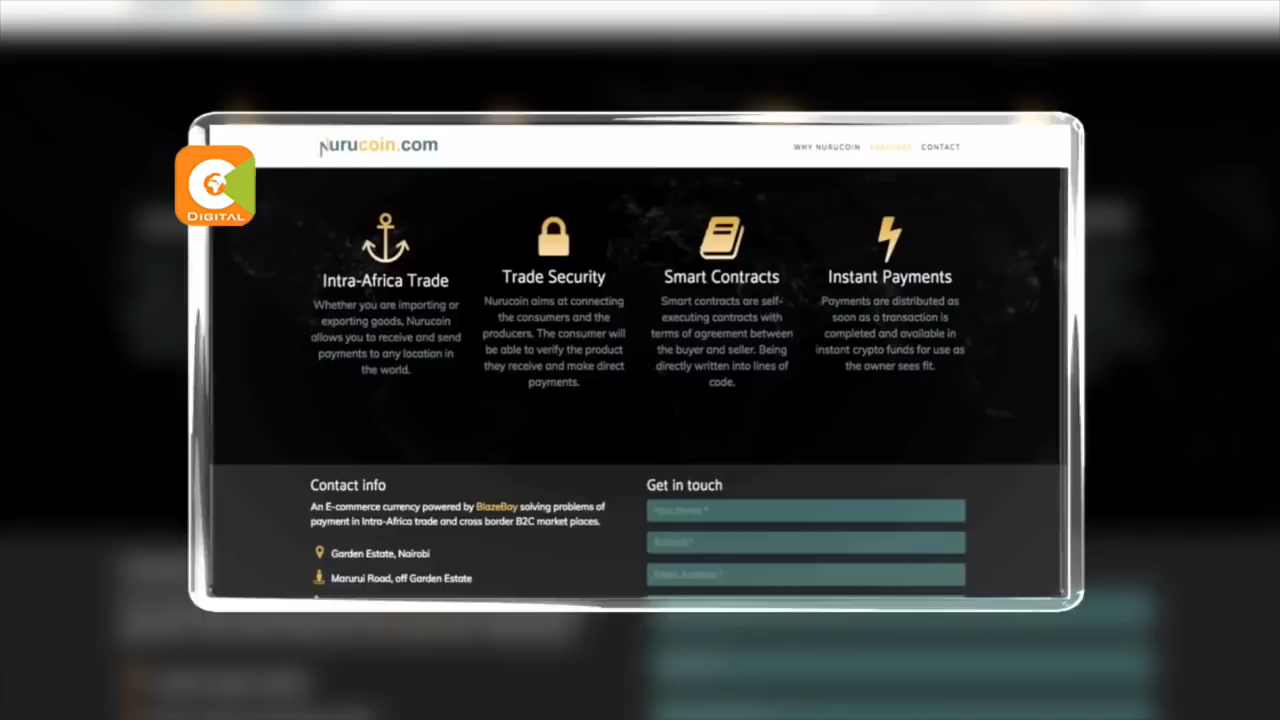 Nurucoin.com
WHY NURUCOIN FEATURES CONTACT
DIGITAL
Intra-Africa Trade
Whether you are importing or
exporting goods, Nurucoin
allows you to receive and send
payments to any location in
the world.
Trade Security
Nurucoin aims at connecting
the consumers and the
producers. The consumer will
be able to verify the product
they receive and make direct
payments.
Smart Contracts
Smart contracts are self-
executing contracts with
terms of agreement between
the buyer and seller. Being
directly written into lines of
code.
Instant Payments
Payments are distributed as
soon as a transaction is
completed and available in
instant crypto funds for use as
the owner sees fit.
Contact info
An E-commerce currency powered by BlazeBay solving problems of
payment in Intra-Africa trade and cross border B2C market places.
Garden Estate, Nairobi
Marurui Road, off Garden Estate
Get in touch
Your Name *
Email Address *